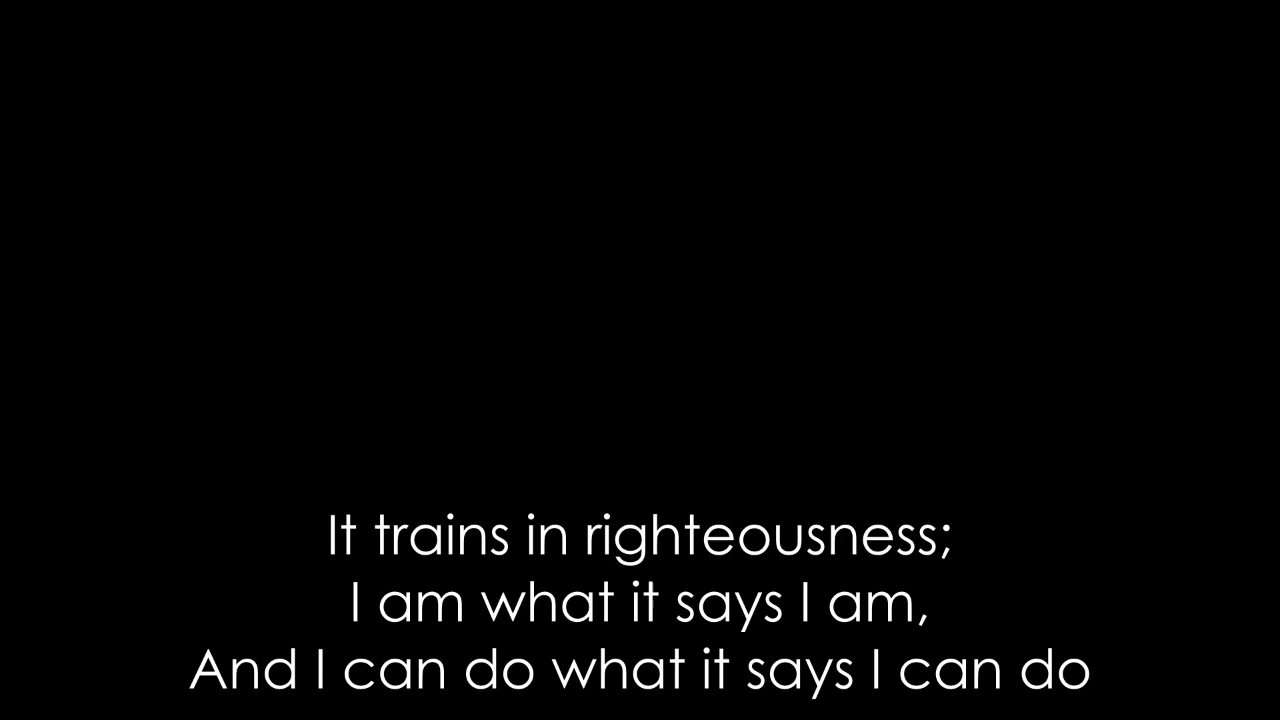 It trains in righteousness;
I am what it says I am,
And I can do what it says I can do